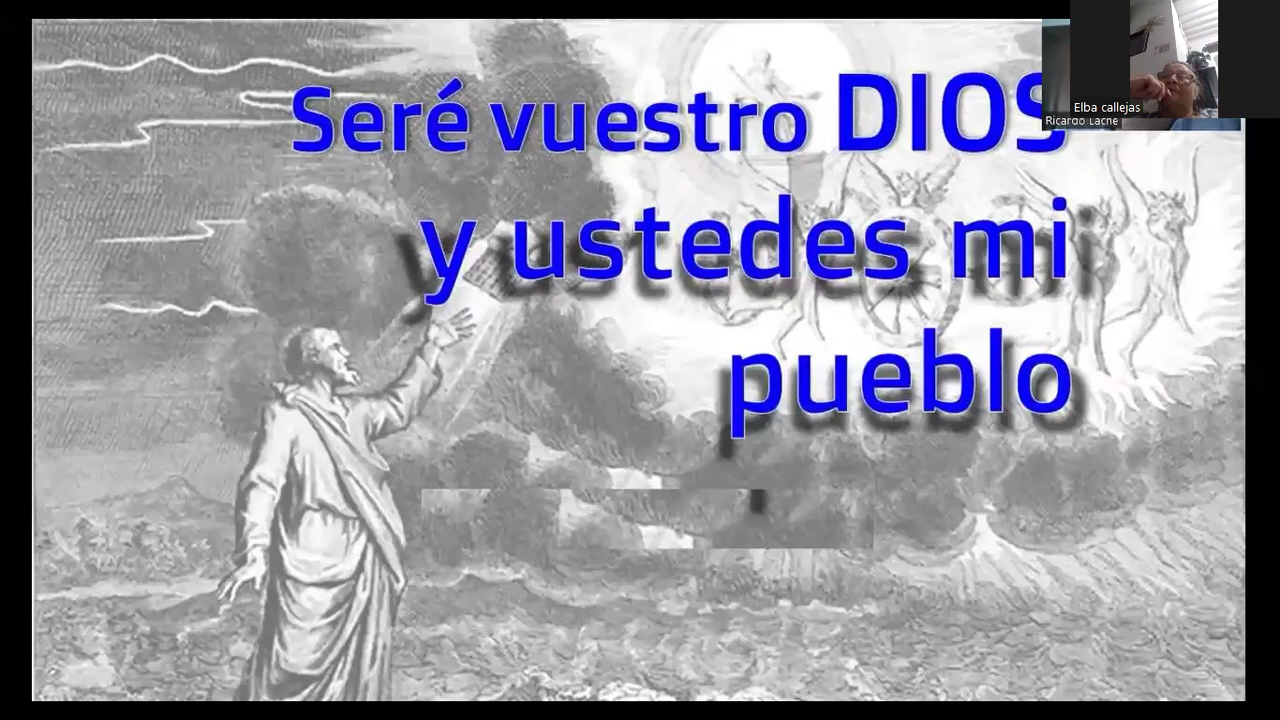 Seré vuestro DIOS
y ustedes mi
pueblo
Elba callejas
Ricardo Lacne